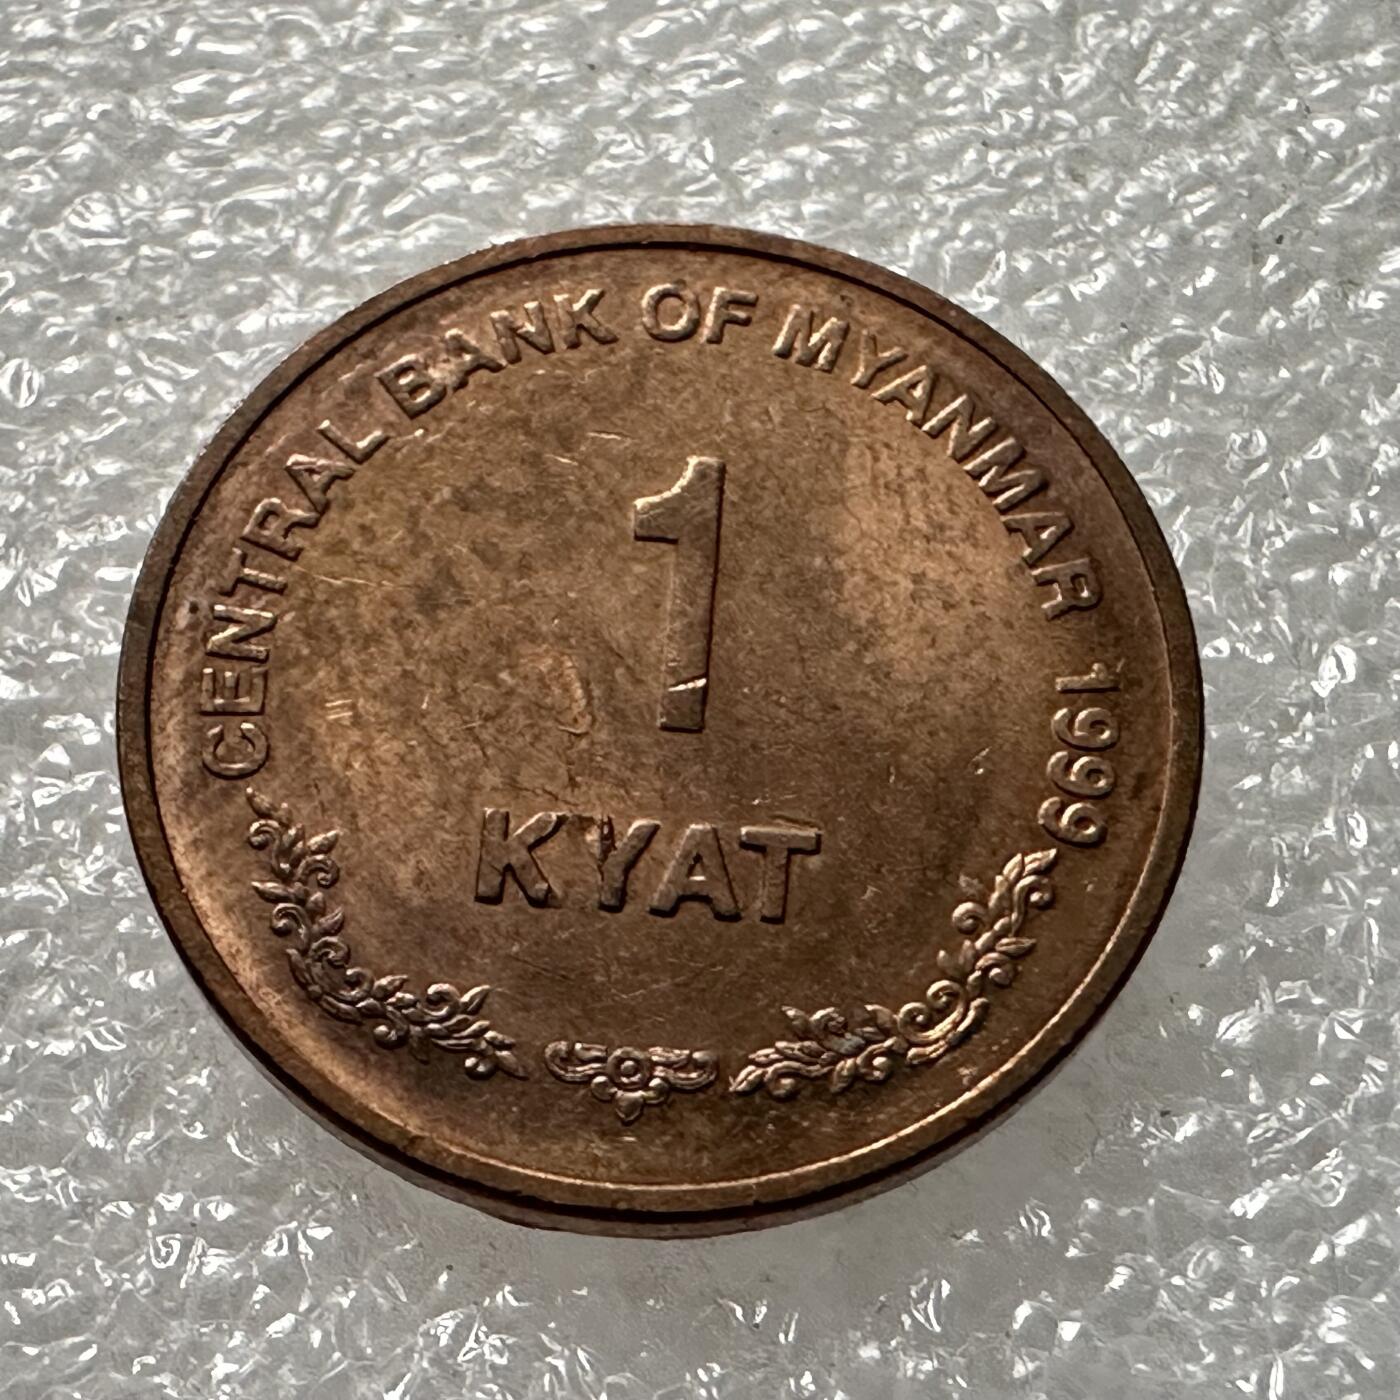 CENTRAL BANK OF MYANMAR 1999
1
KYAT